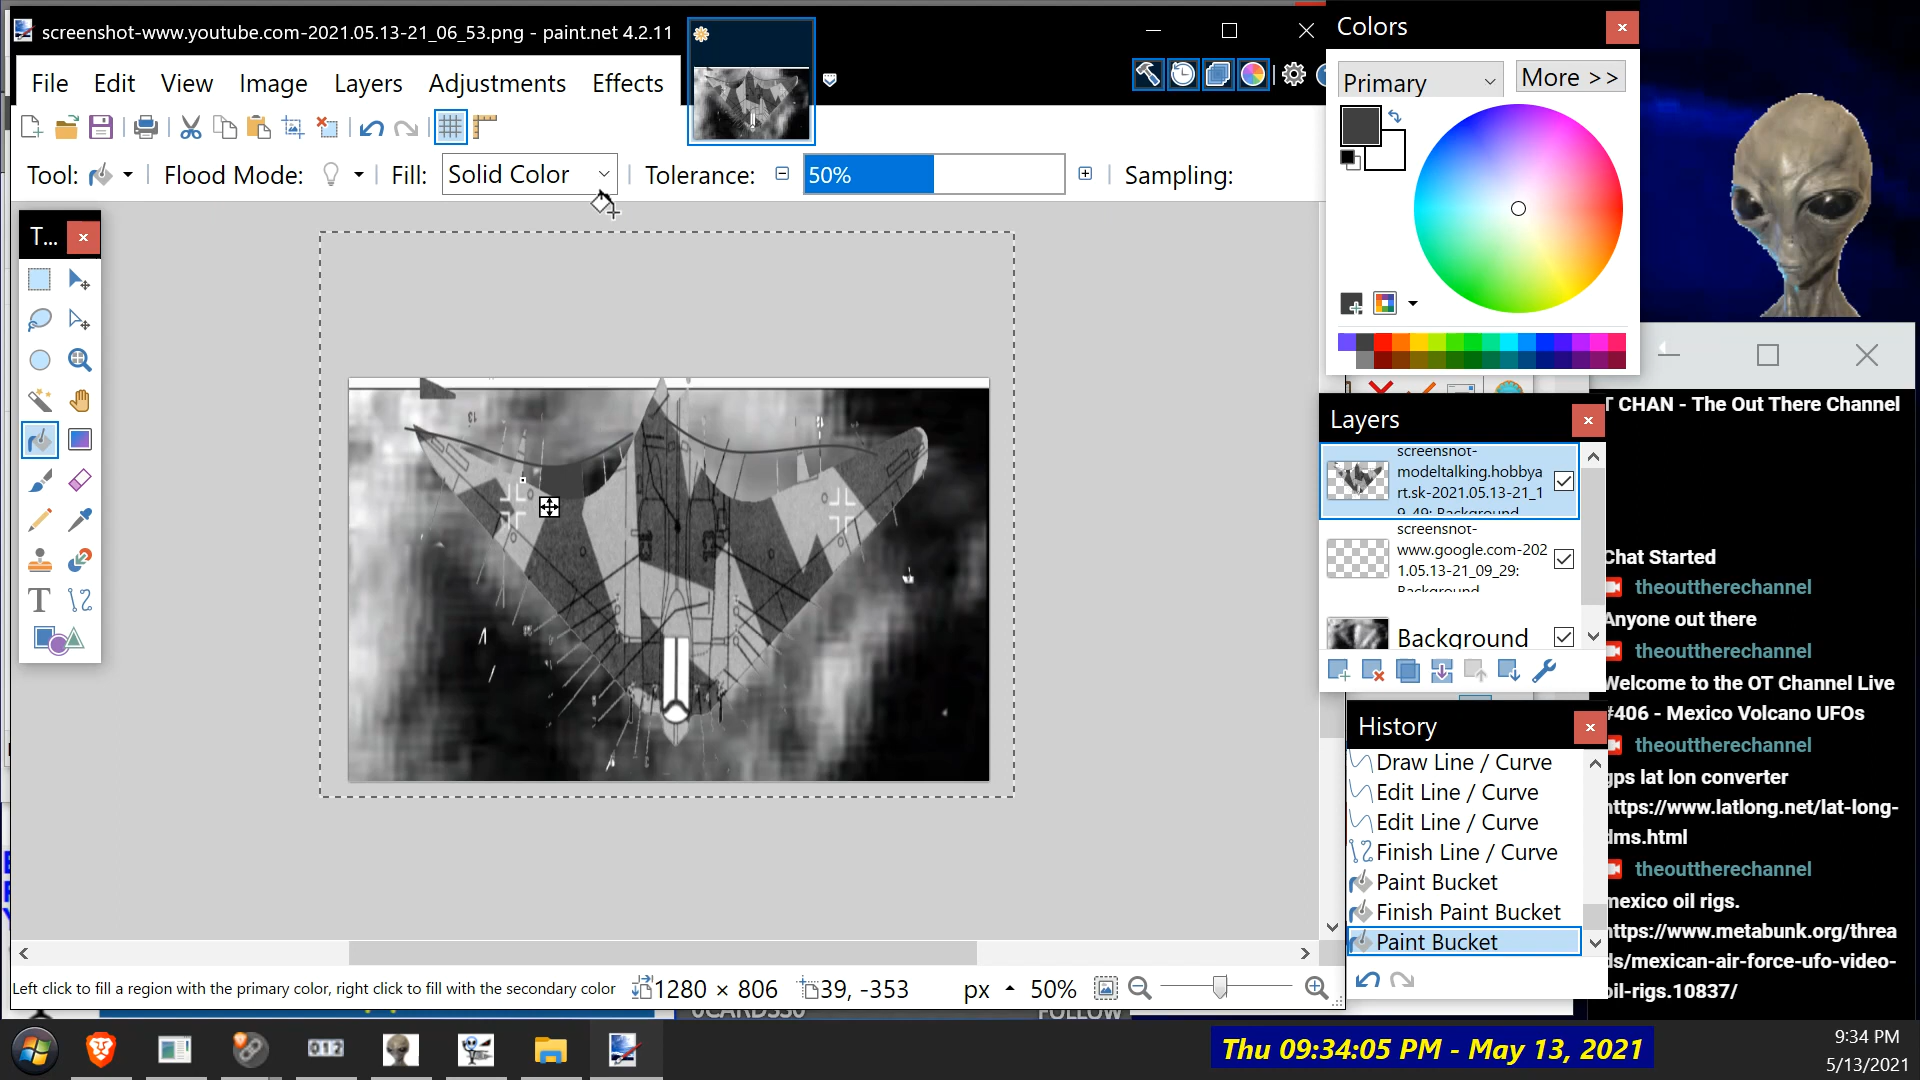 screenshot-www.youtube.com-2021.05.13-21_06_53.png - paint.net 4.2.11
File Edit View Image Layers Adjustments Effects
Tool: Flood Mode: Fill: Solid Color Tolerance: 50% Sampling:
T...
Colors
Primary
More >>
Layers
screenshot-
modeltalking.hobbya
rt.sk-2021.05.13-21_1
9_49: Background
screenshot-
www.google.com-202
1.05.13-21_09_29:
Background
Background
History
Draw Line / Curve
Edit Line / Curve
Edit Line / Curve
Finish Line / Curve
Paint Bucket
Finish Paint Bucket
Paint Bucket
Left click to fill a region with the primary color, right click to fill with the secondary color
1280 × 806
39, -353
px
50%
T CHAN - The Out There Channel
Chat Started
theouttherechannel
Anyone out there
theouttherechannel
Welcome to the OT Channel Live
#406 - Mexico Volcano UFOs
theouttherechannel
gps lat lon converter
https://www.latlong.net/lat-long-
dms.html
theouttherechannel
mexico oil rigs.
https://www.metabunk.org/threa
ds/mexican-air-force-ufo-video-
oil-rigs.10837/
FOLLOW
012
Thu 09:34:05 PM - May 13, 2021
9:34 PM
5/13/2021